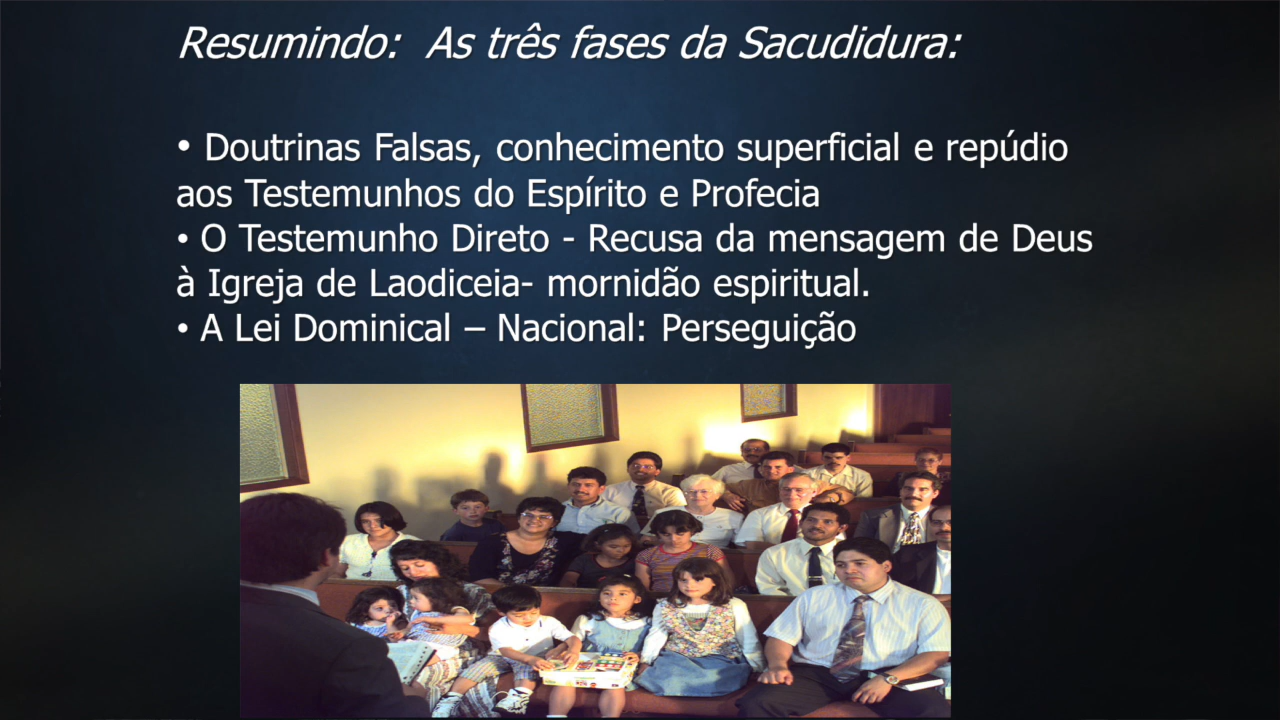 Resumindo: As três fases da Sacudidura:
• Doutrinas Falsas, conhecimento superficial e repúdio
aos Testemunhos do Espírito e Profecia
• O Testemunho Direto - Recusa da mensagem de Deus
à Igreja de Laodiceia- mornidão espiritual.
• A Lei Dominical – Nacional: Perseguição